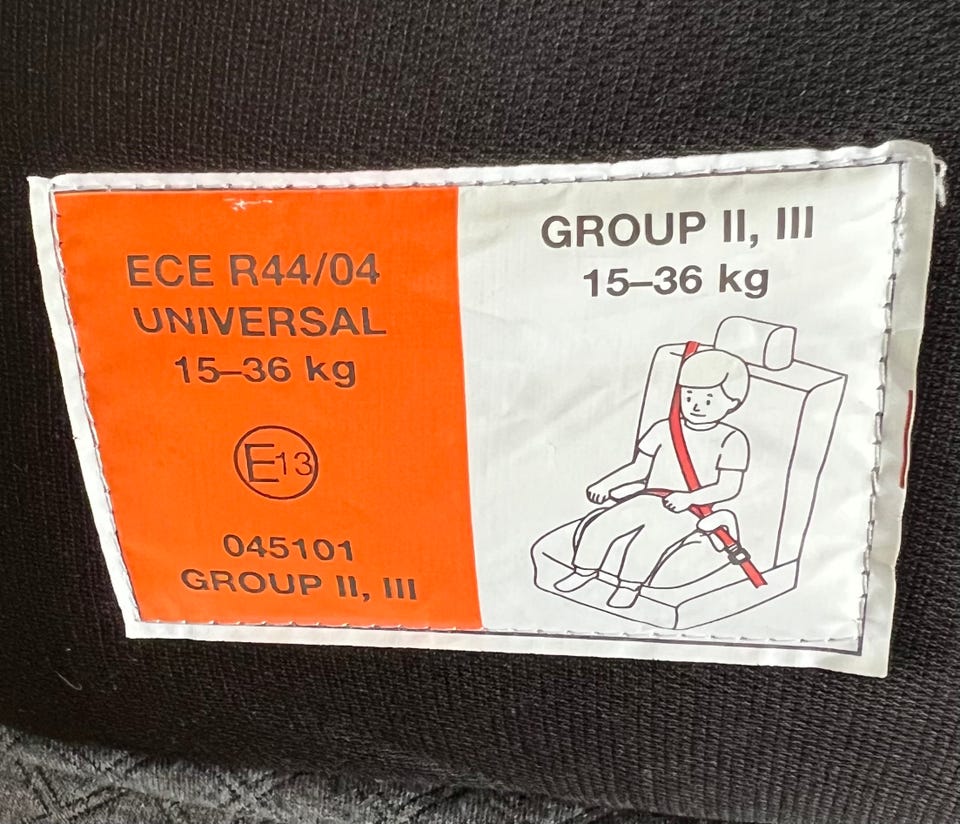 ECE R44/04
UNIVERSAL
15–36 kg
E13
045101
GROUP II, III
GROUP II, III
15–36 kg